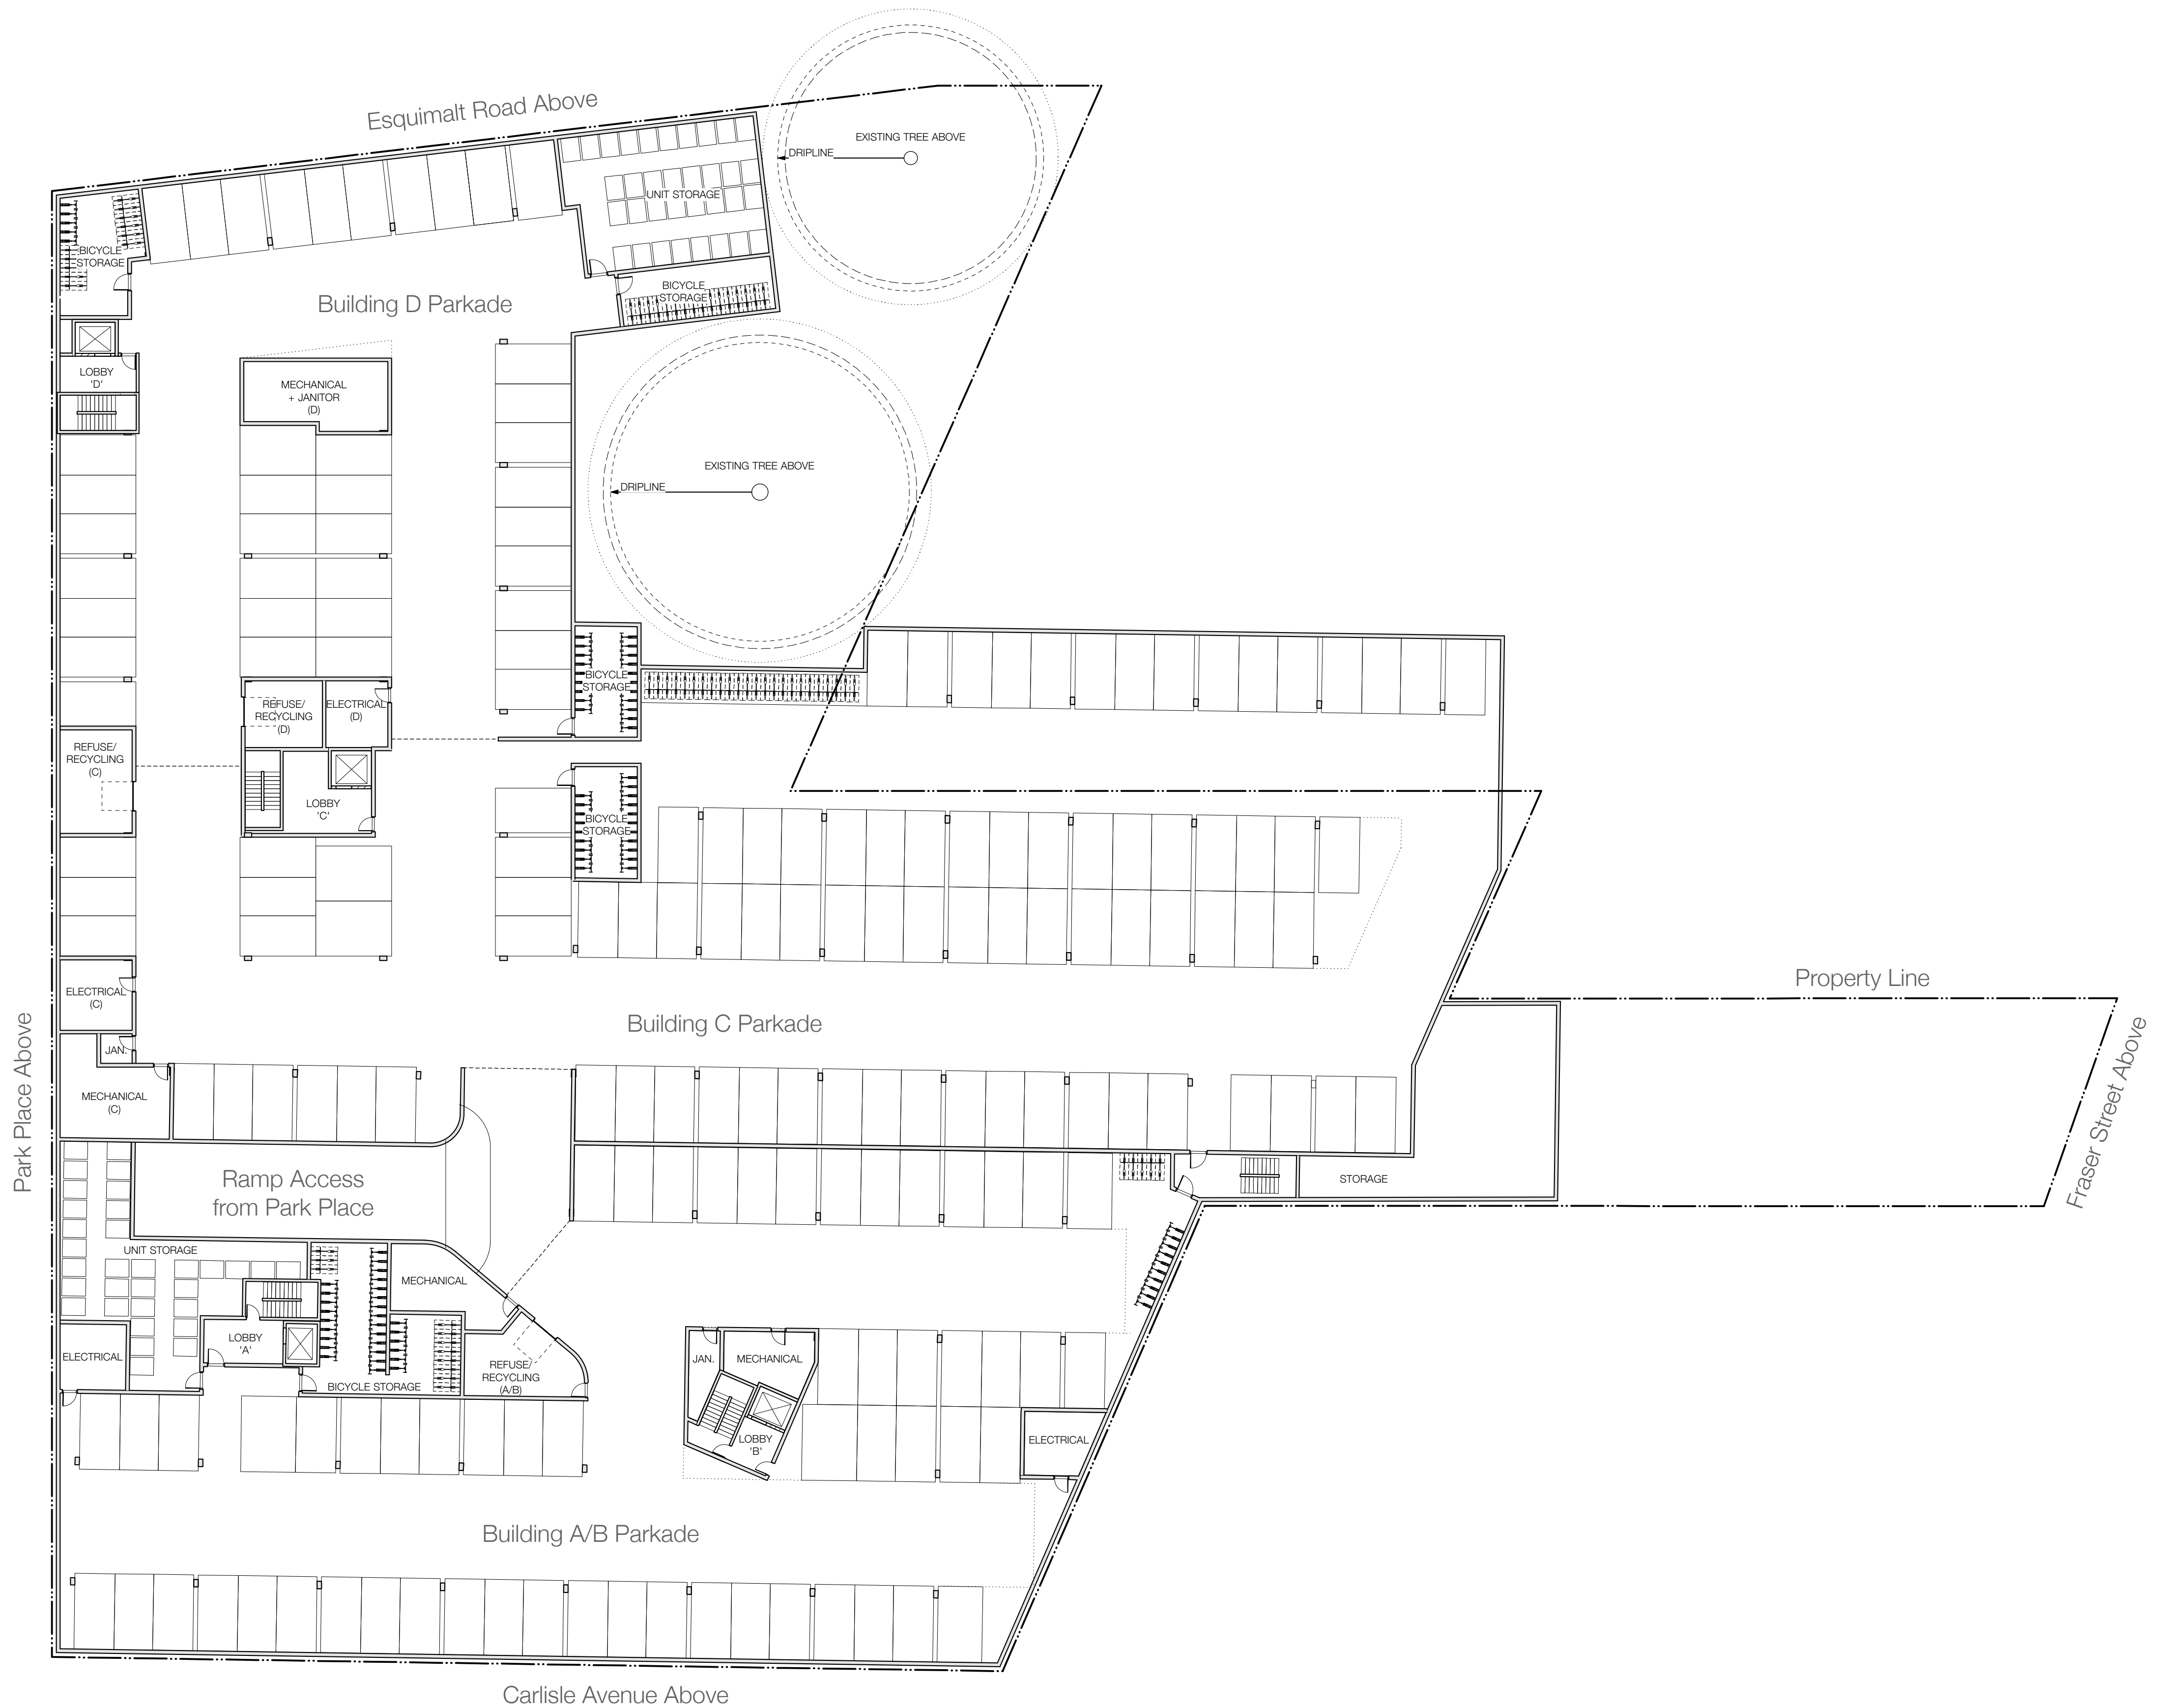 Esquimalt Road Above
EXISTING TREE ABOVE
DRIPLINE
UNIT STORAGE
BICYCLE
STORAGE
BICYCLE
STORAGE
Building D Parkade
LOBBY
'D'
MECHANICAL
+ JANITOR
(D)
EXISTING TREE ABOVE
DRIPLINE
BICYCLE
STORAGE
REFUSE/
RECYCLING
(D)
ELECTRICAL
(D)
REFUSE/
RECYCLING
(C)
LOBBY
'C'
BICYCLE
STORAGE
Property Line
ELECTRICAL
(C)
Building C Parkade
JAN.
MECHANICAL
(C)
Park Place Above
Fraser Street Above
Ramp Access
from Park Place
STORAGE
UNIT STORAGE
MECHANICAL
LOBBY
'A'
ELECTRICAL
REFUSE/
RECYCLING
(A/B)
BICYCLE STORAGE
JAN.
MECHANICAL
LOBBY
'B'
ELECTRICAL
Building A/B Parkade
Carlisle Avenue Above